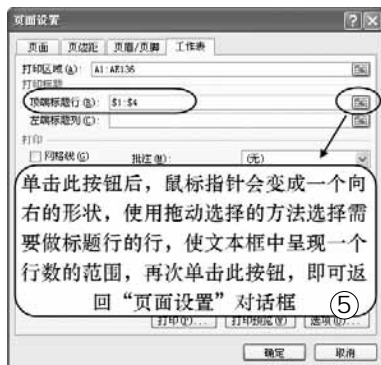 页面设置
页面 页边距 页眉/页脚 工作表
打印区域(A): A1:AE136
打印标题
顶端标题行(R): $1:$4
左端标题列(C):
打印
网格线(G) 批注(M): (无)
单击此按钮后，鼠标指针会变成一个向
右的形状，使用拖动选择的方法选择需
要做标题行的行，使文本框中呈现一个
行数的范围，再次单击此按钮，即可返
回“页面设置”对话框 ⑤
打印(P)... 打印预览(W) 选项(O)...
确定 取消